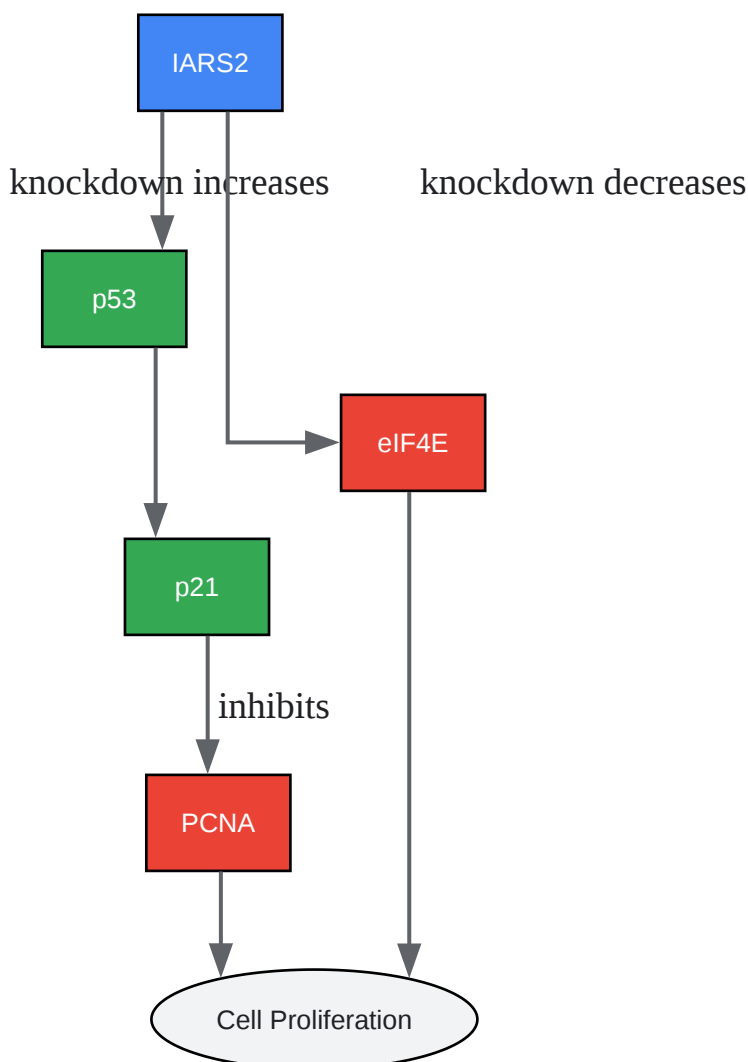 IARS2
knockdown increases
knockdown decreases
p53
eIF4E
p21
inhibits
PCNA
Cell Proliferation